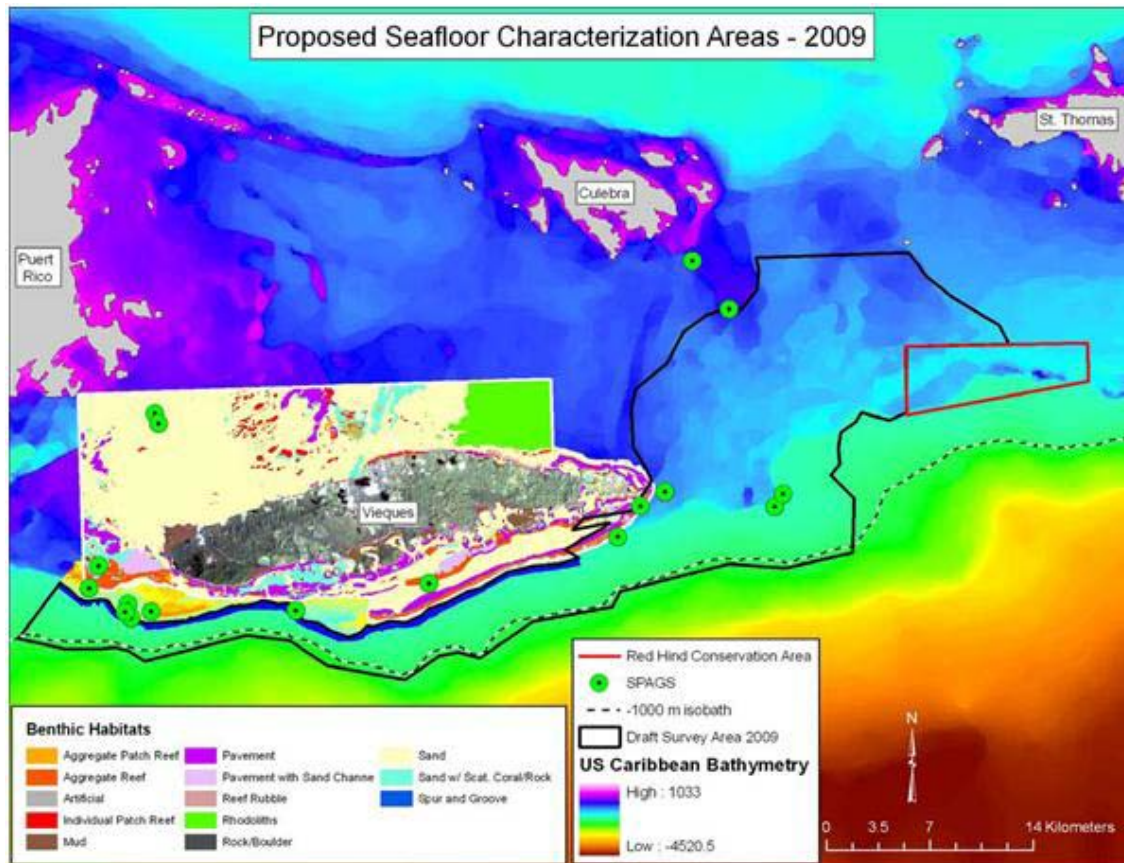 Proposed Seafloor Characterization Areas - 2009
St. Thomas
Culebra
Puert
Rico
Vieques
Red Hind Conservation Area
SPAGS
-1000 m isobath
Draft Survey Area 2009
US Caribbean Bathymetry
High : 1033
Low : -4520.5
N
0 3.5 7 14 Kilometers
Benthic Habitats
Aggregate Patch Reef
Aggregate Reef
Artificial
Individual Patch Reef
Mud
Pavement
Pavement with Sand Channe
Reef Rubble
Rhodoliths
Rock/Boulder
Sand
Sand w/ Scat. Coral/Rock
Spur and Groove